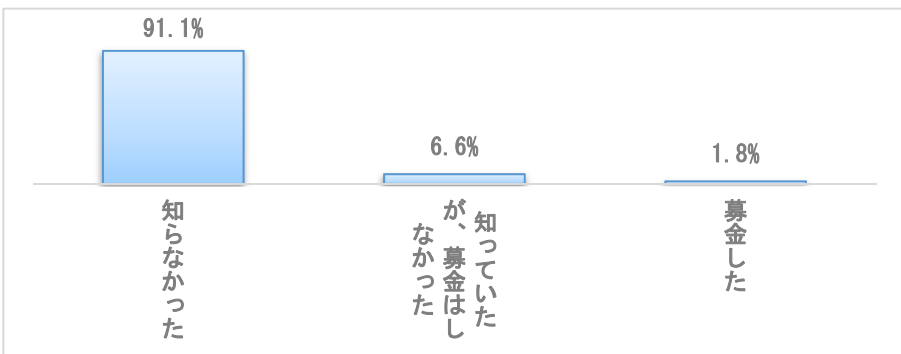 91.1%
6.6%
1.8%
知らなかった
知っていた
が、募金はし
なかった
募金した